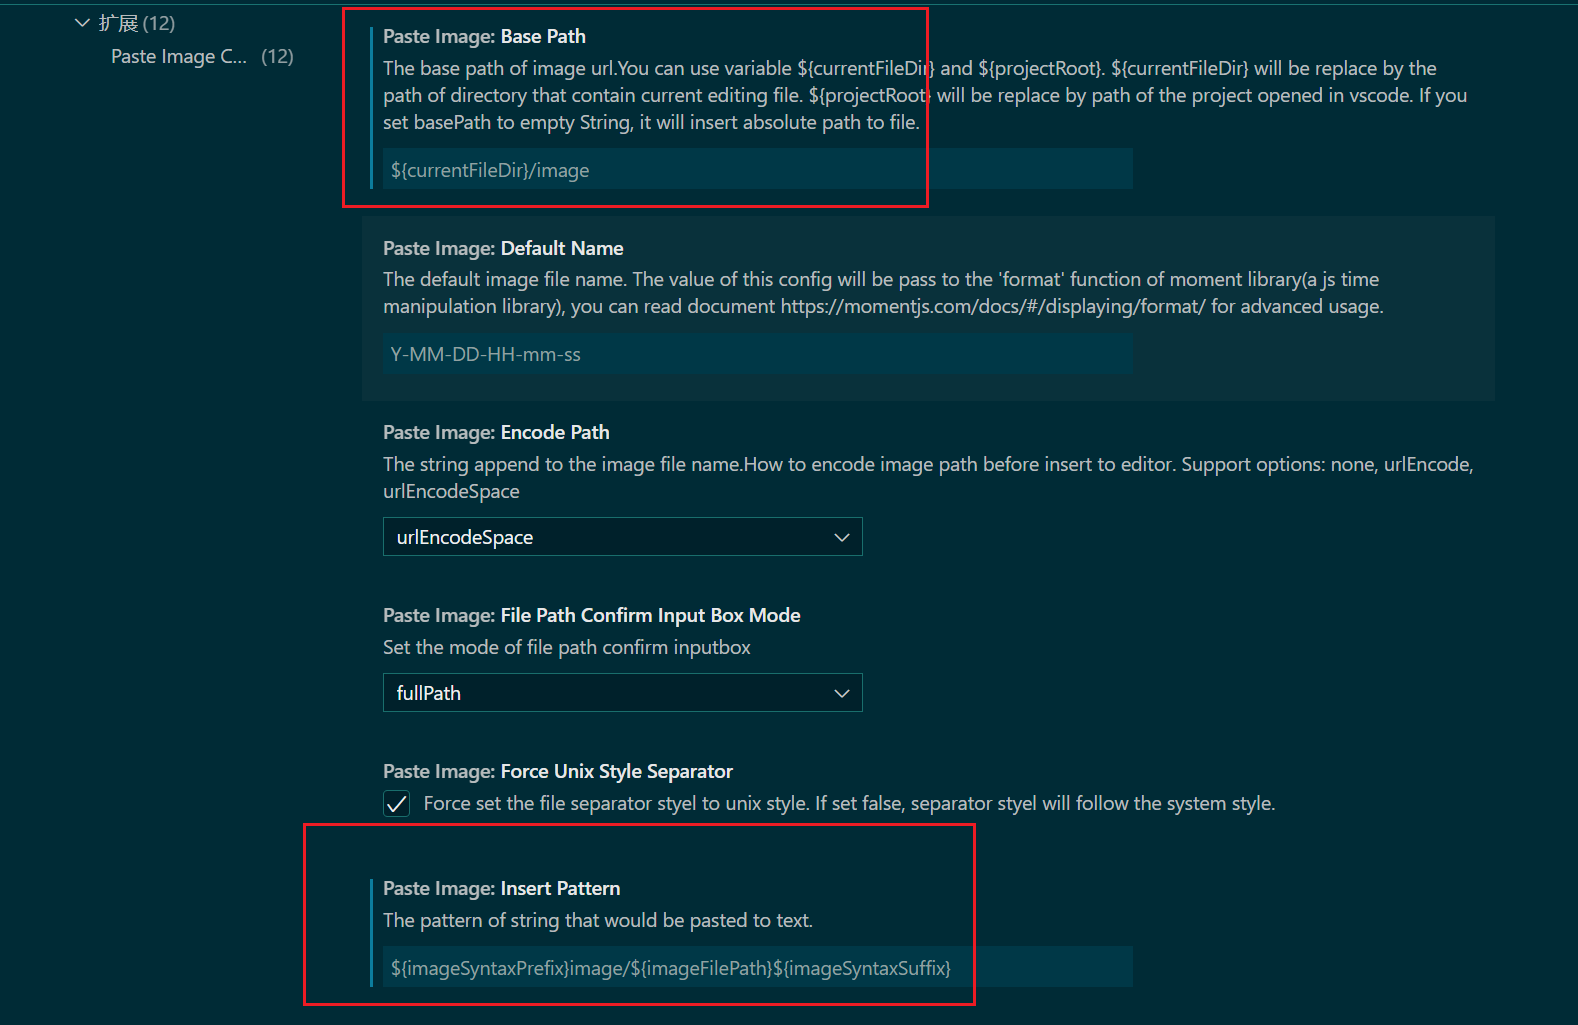 扩展 (12)
Paste Image C... (12)
Paste Image: Base Path
The base path of image url.You can use variable ${currentFileDir} and ${projectRoot}. ${currentFileDir} will be replace by the
path of directory that contain current editing file. ${projectRoot} will be replace by path of the project opened in vscode. If you
set basePath to empty String, it will insert absolute path to file.
${currentFileDir}/image
Paste Image: Default Name
The default image file name. The value of this config will be pass to the 'format' function of moment library(a js time
manipulation library), you can read document https://momentjs.com/docs/#/displaying/format/ for advanced usage.
Y-MM-DD-HH-mm-ss
Paste Image: Encode Path
The string append to the image file name.How to encode image path before insert to editor. Support options: none, urlEncode,
urlEncodeSpace
urlEncodeSpace
Paste Image: File Path Confirm Input Box Mode
Set the mode of file path confirm inputbox
fullPath
Paste Image: Force Unix Style Separator
Force set the file separator styel to unix style. If set false, separator styel will follow the system style.
Paste Image: Insert Pattern
The pattern of string that would be pasted to text.
${imageSyntaxPrefix}image/${imageFilePath}${imageSyntaxSuffix}